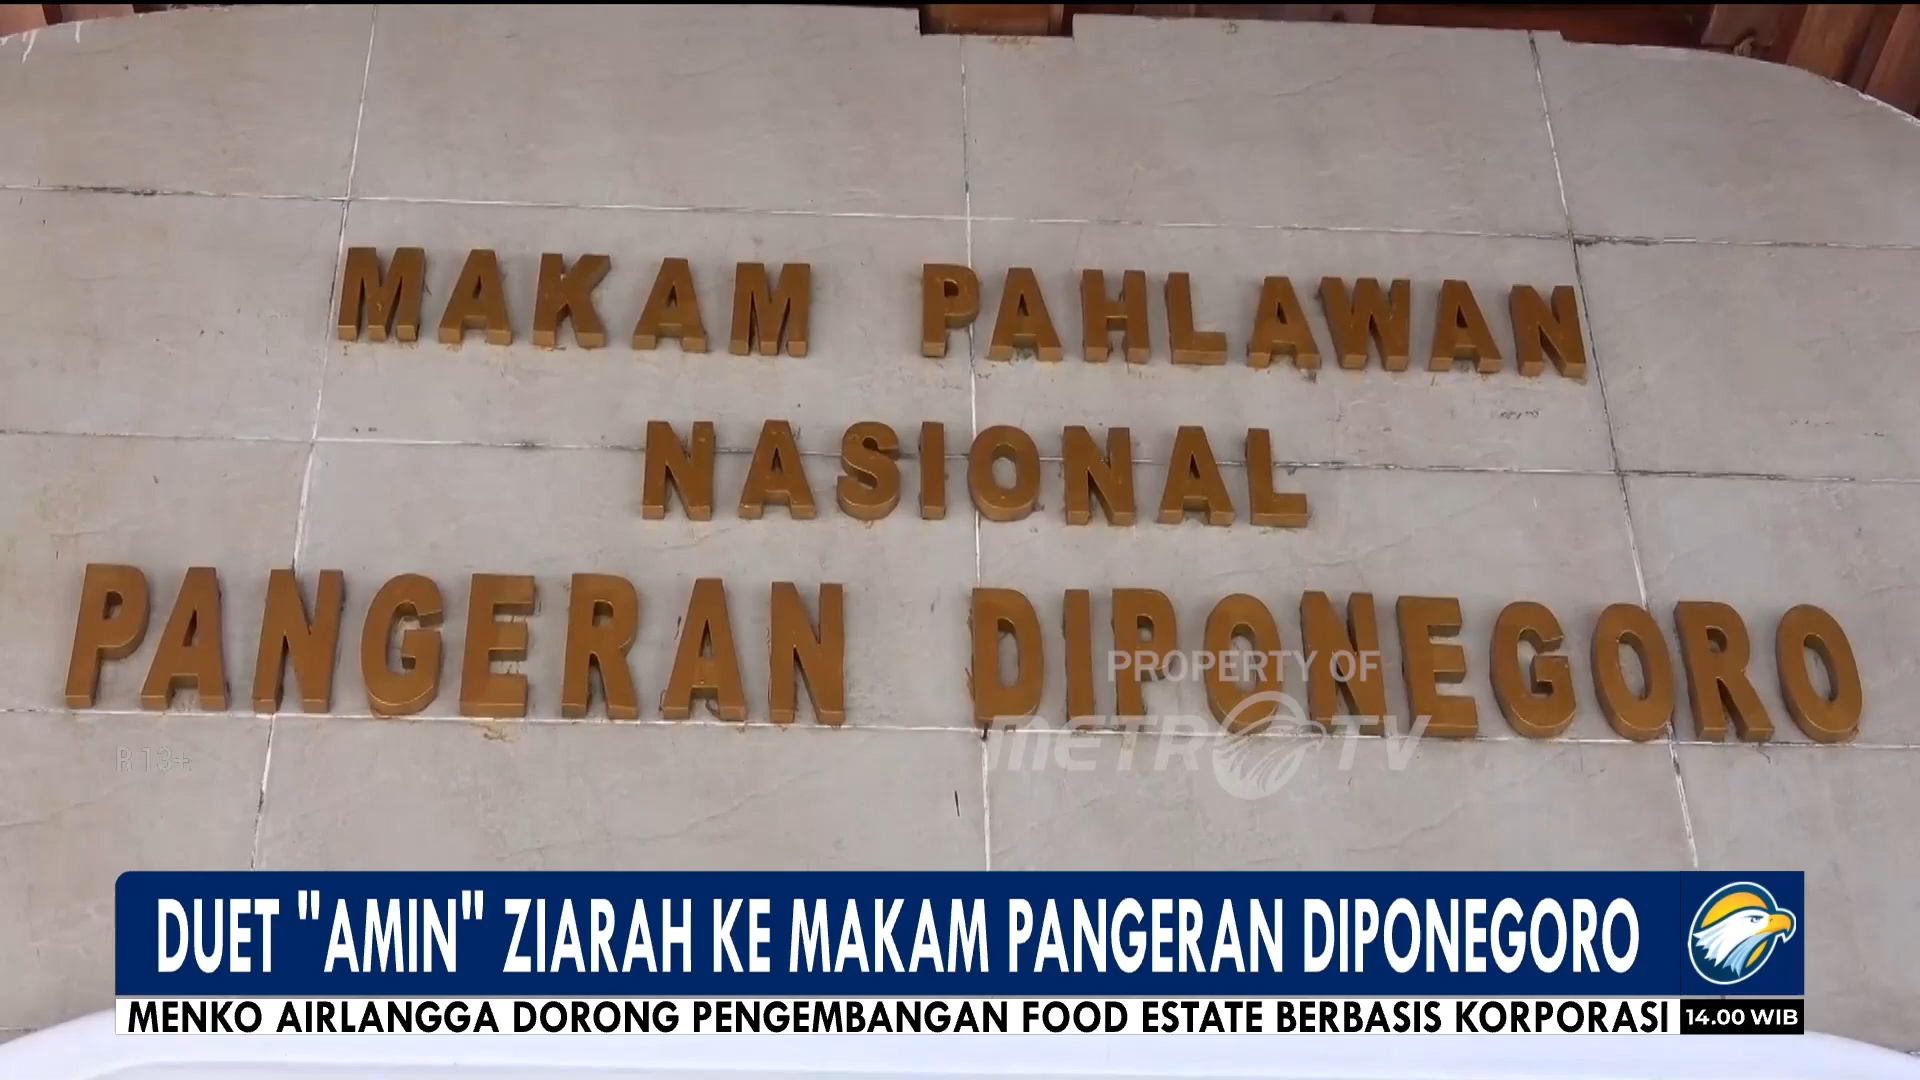 MAKAM PAHLAWAN
NASIONAL
PANGERAN DIPONEGORO
PROPERTY OF
METRO TV
R 13+
DUET "AMIN" ZIARAH KE MAKAM PANGERAN DIPONEGORO
MENKO AIRLANGGA DORONG PENGEMBANGAN FOOD ESTATE BERBASIS KORPORASI
14.00 WIB